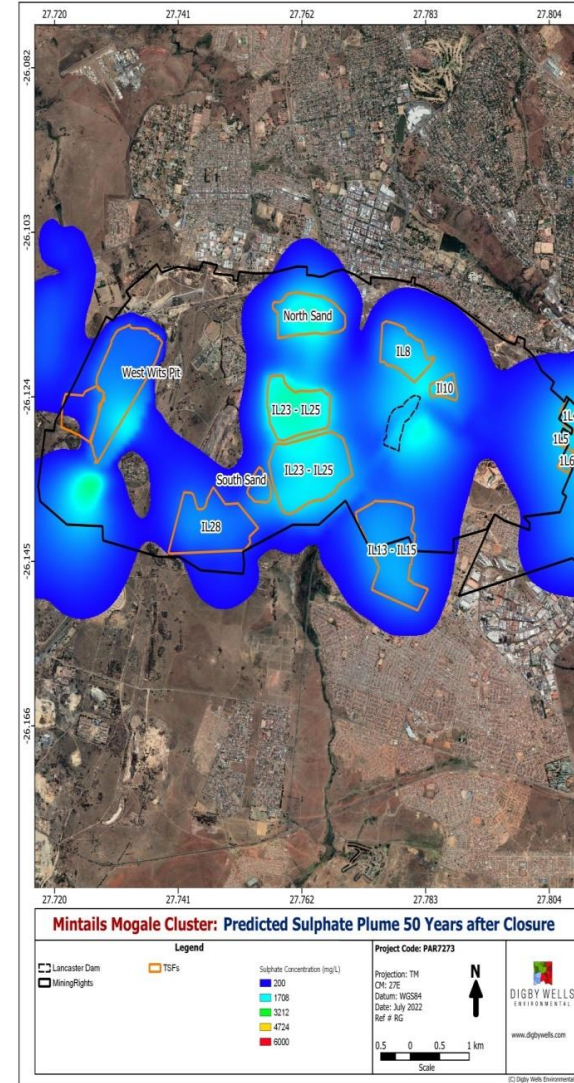 27.720 27.741 27.762 27.783 27.804
-26.082
-26.103
-26.124
-26.145
-26.166
North Sand
IL8
West Wits Pit
Il10
IL23 - IL25
1L5
1L6
IL23 - IL25
South Sand
IL28
IL13 - IL15
27.720 27.741 27.762 27.783 27.804
Mintails Mogale Cluster: Predicted Sulphate Plume 50 Years after Closure
Legend
Lancaster Dam
MiningRights
TSFs
Sulphate Concentration (mg/L)
200
1708
3212
4724
6000
Project Code: PAR7273
Projection: TM
CM: 27E
Datum: WGS84
Date: July 2022
Ref # RG
N
0.5 0 0.5 1 km
Scale
DIGBY WELLS
ENVIRONMENTAL
www.digbywells.com
(C) Digby Wells Environmental